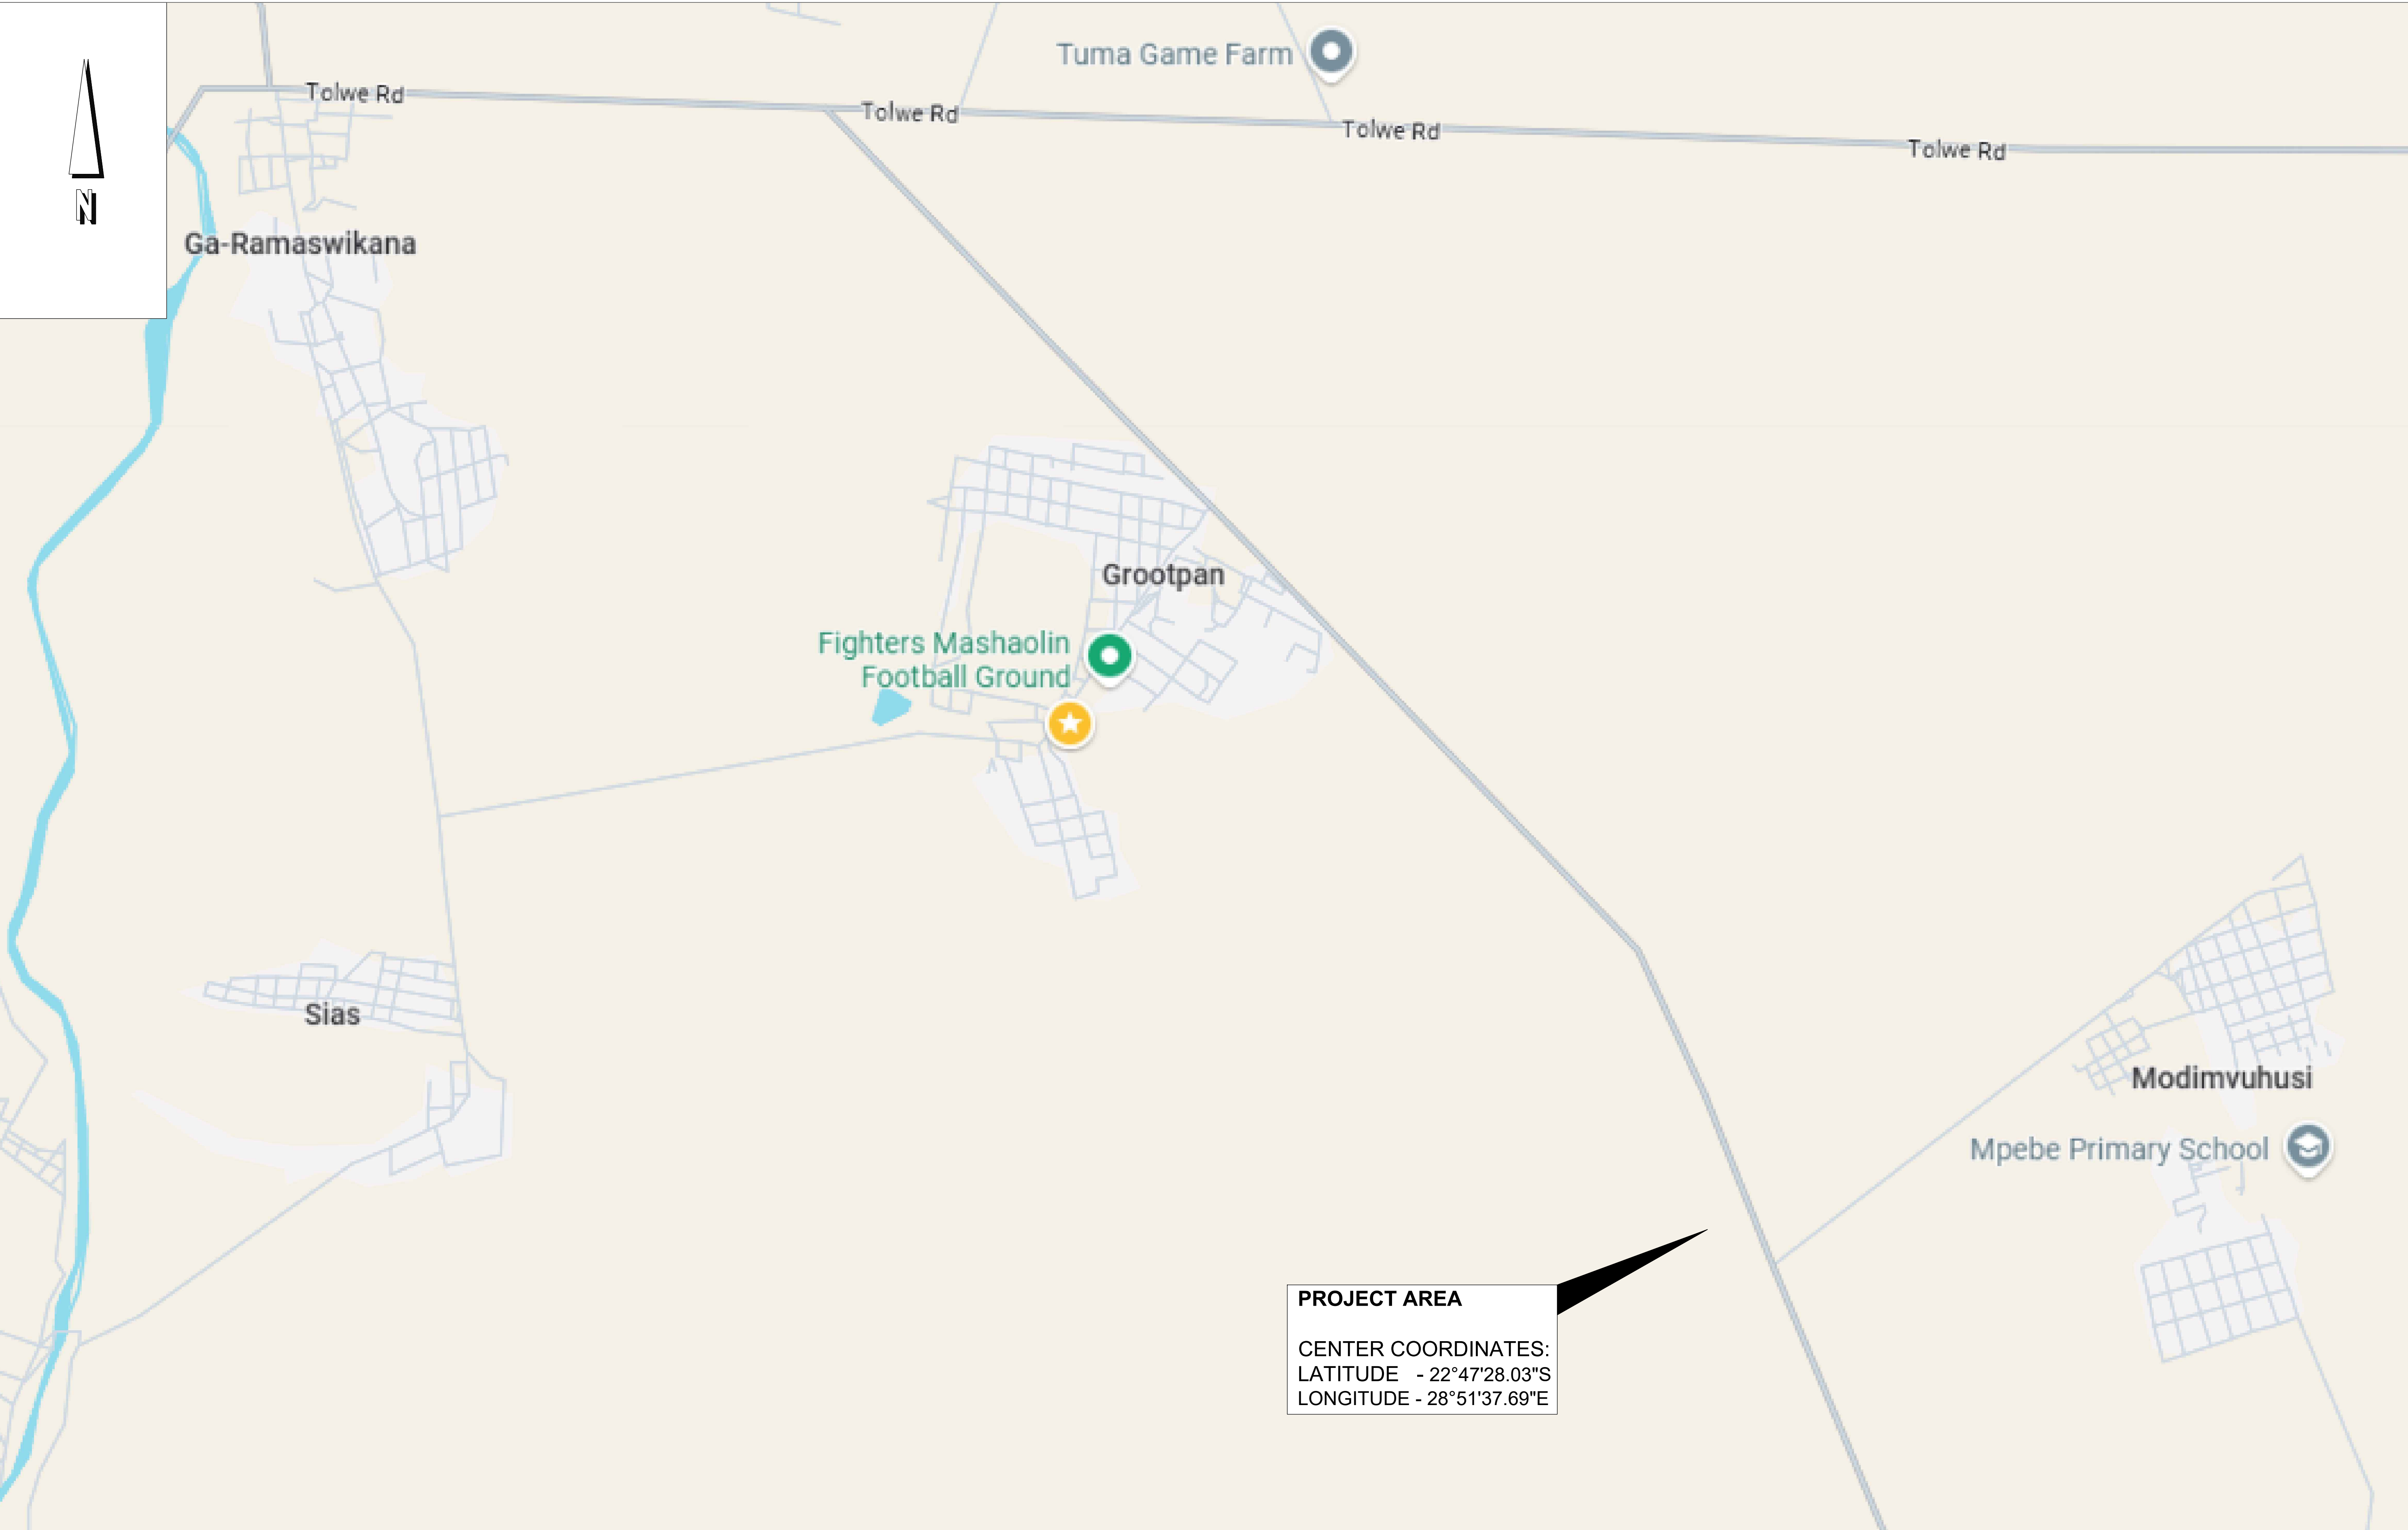 Tuma Game Farm
Tolwe Rd
Tolwe Rd
Tolwe Rd
Tolwe Rd
N
Ga-Ramaswikana
Grootpan
Fighters Mashaolin
Football Ground
Sias
Modimvuhusi
Mpebe Primary School
PROJECT AREA
CENTER COORDINATES:
LATITUDE - 22°47'28.03"S
LONGITUDE - 28°51'37.69"E